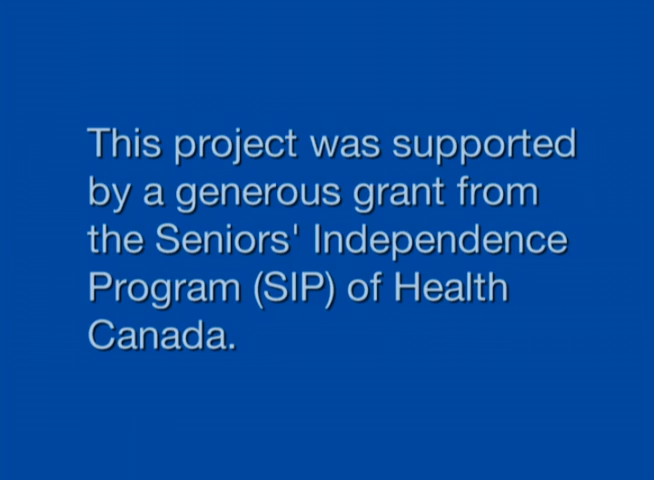 This project was supported
by a generous grant from
the Seniors' Independence
Program (SIP) of Health
Canada.